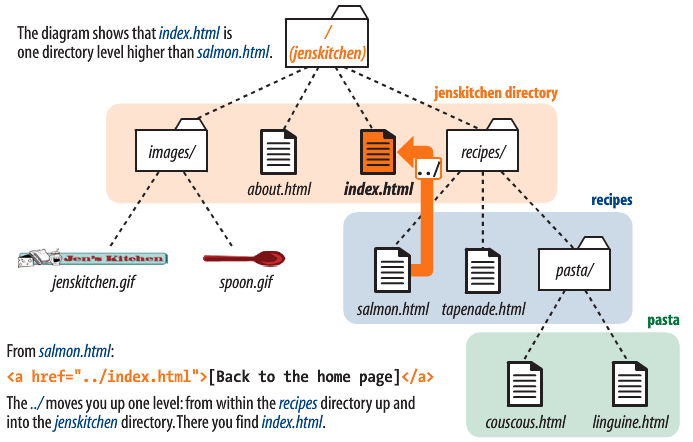 The diagram shows that index.html is
one directory level higher than salmon.html.
/
(jenskitchen)
jenskitchen directory
images/
about.html
index.html
../
recipes/
recipes
Jen's Kitchen
jenskitchen.gif
spoon.gif
salmon.html
tapenade.html
pasta/
pasta
couscous.html
linguine.html
From salmon.html:
<a href="../index.html">[Back to the home page]</a>
The ../ moves you up one level: from within the recipes directory up and
into the jenskitchen directory. There you find index.html.